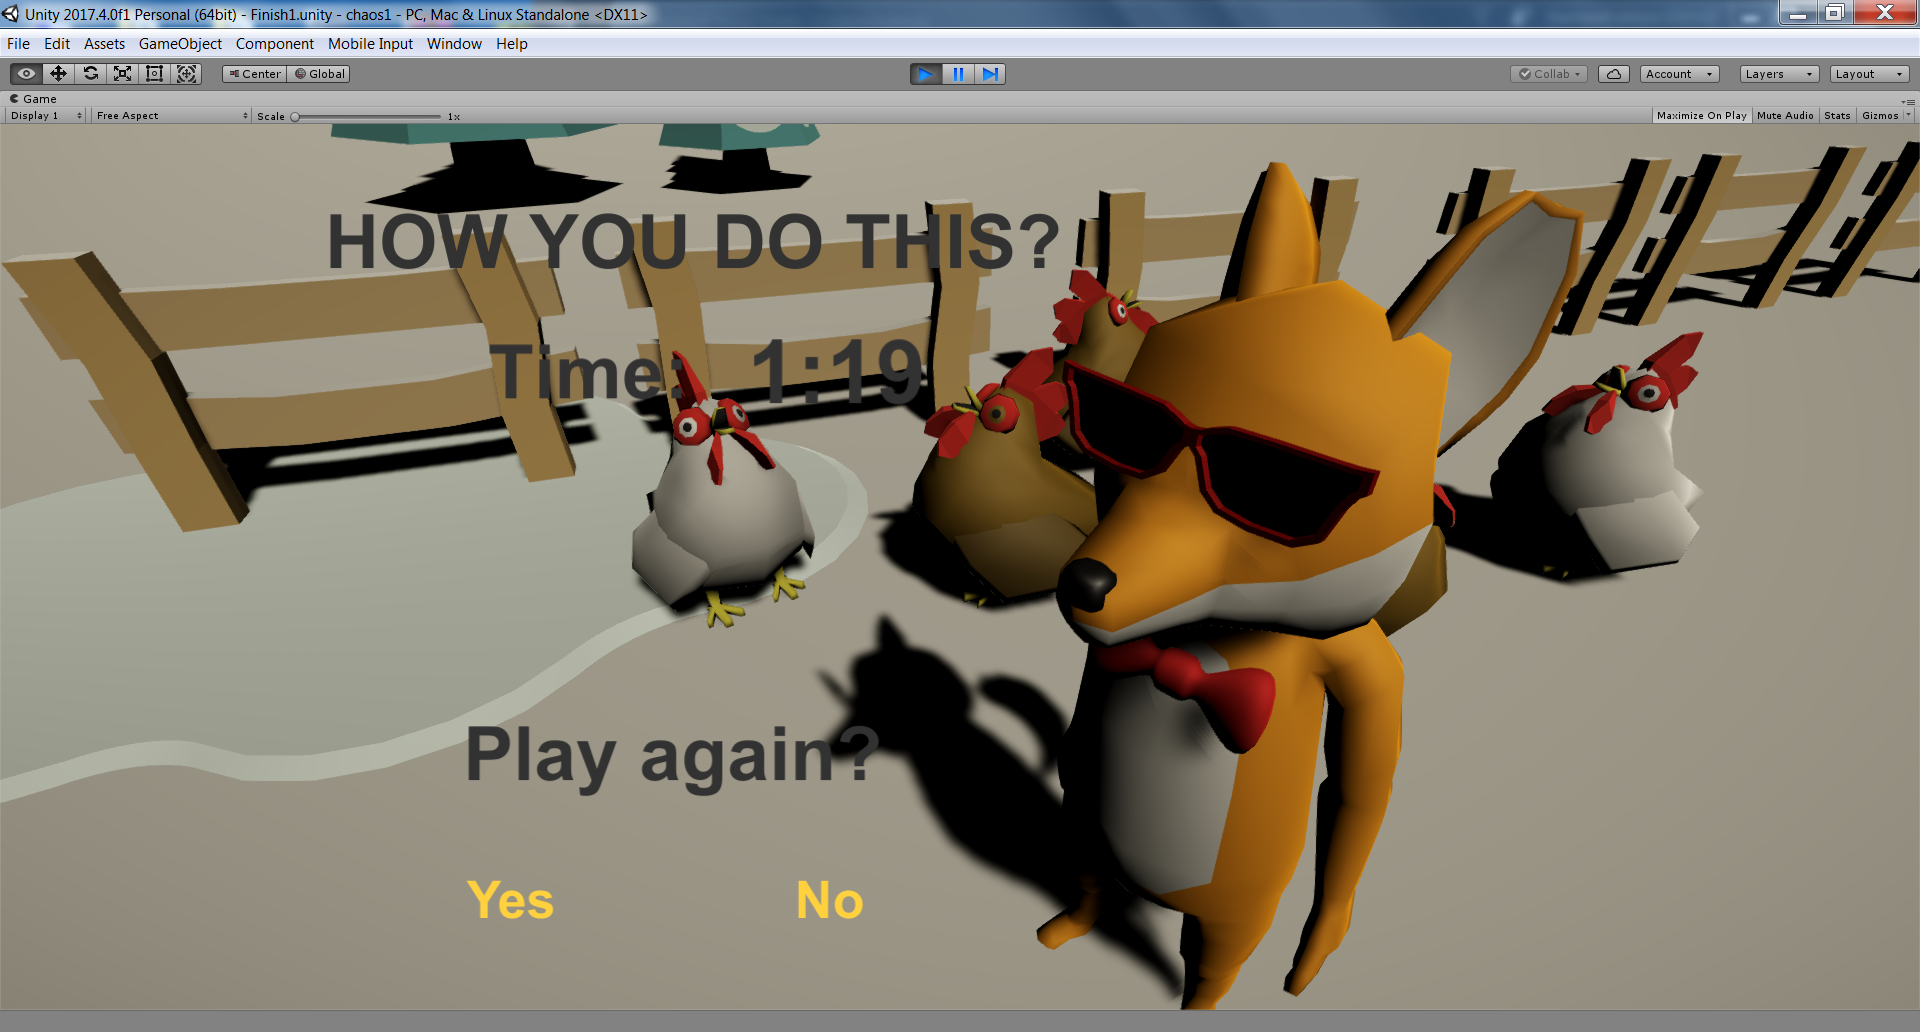 Unity 2017.4.0f1 Personal (64bit) - Finish1.unity - chaos1 - PC, Mac & Linux Standalone <DX11>
File Edit Assets GameObject Component Mobile Input Window Help
Center Global Collab Account Layers Layout
Game
Display 1 Free Aspect Scale 1x Maximize On Play Mute Audio Stats Gizmos
HOW YOU DO THIS?
Time: 1:19
Play again?
Yes No